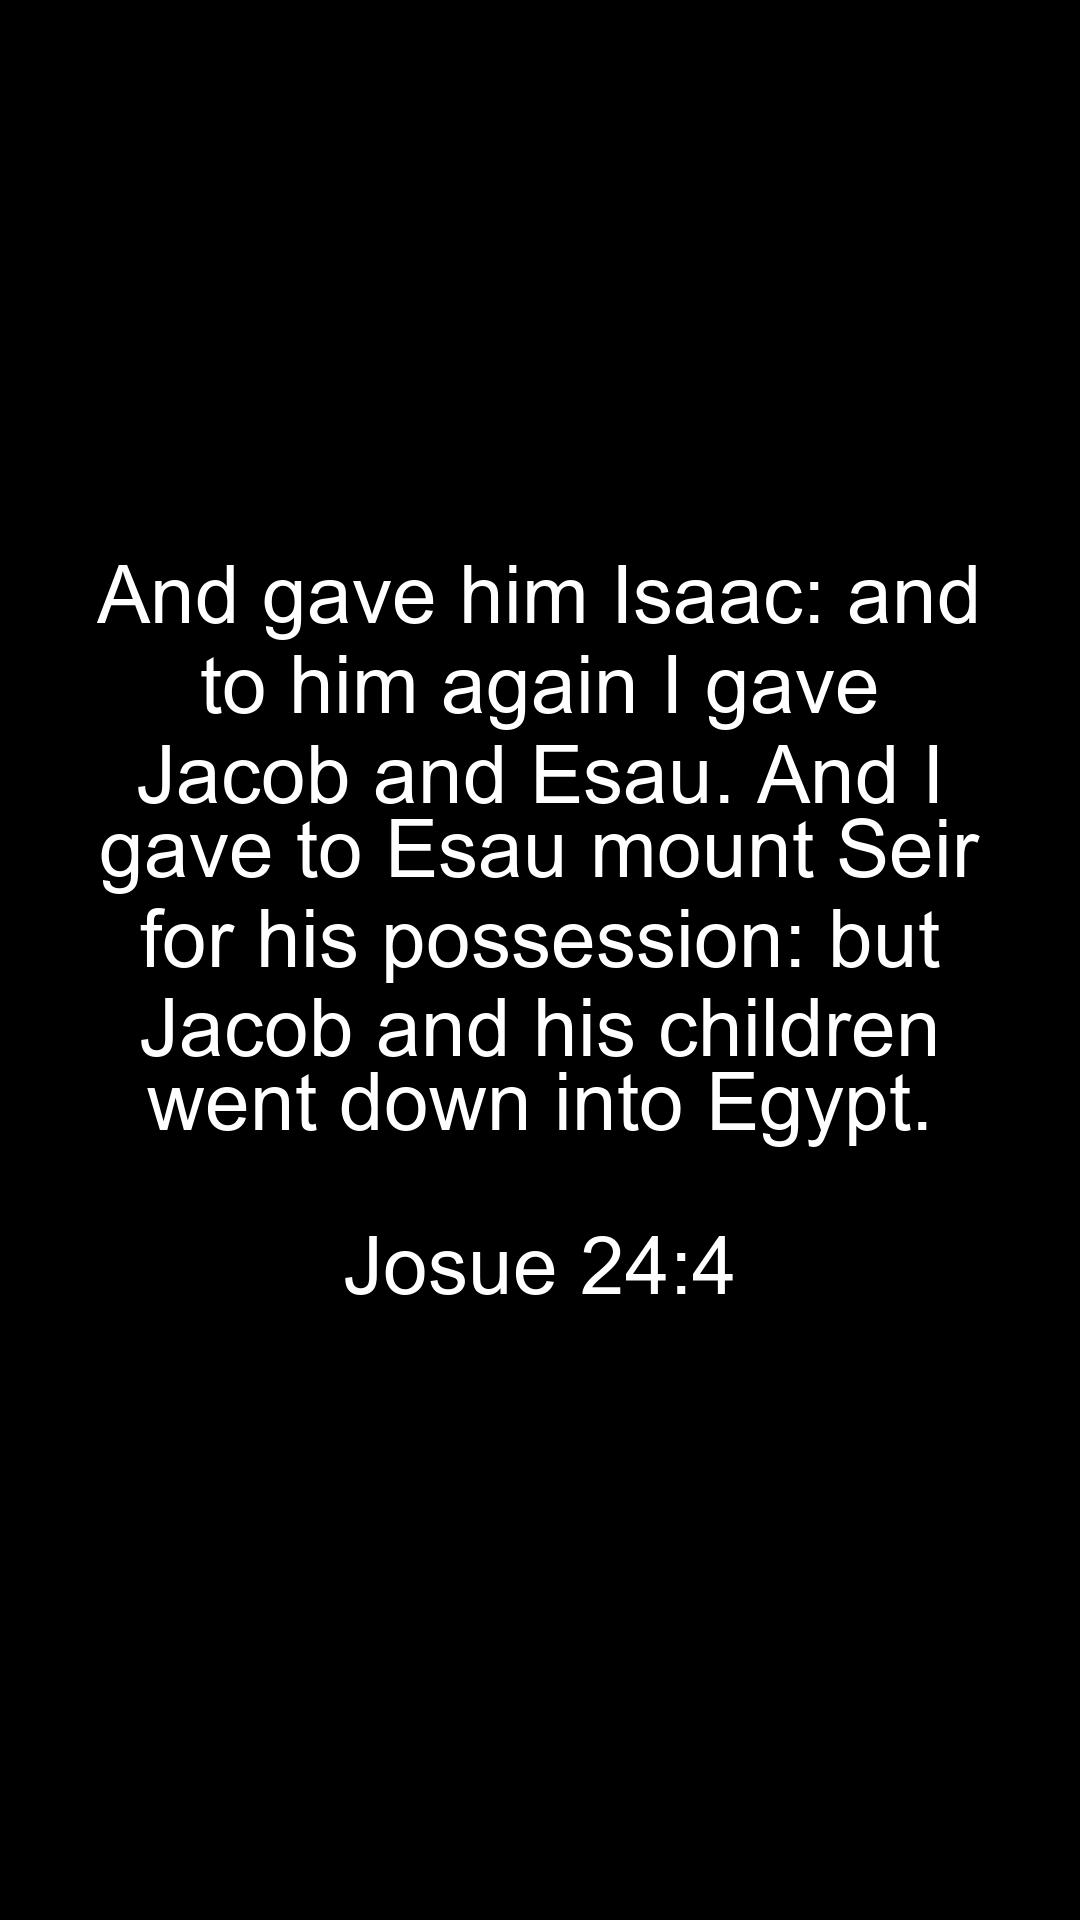 And gave him Isaac: and
to him again I gave
Jacob and Esau. And I
gave to Esau mount Seir
for his possession: but
Jacob and his children
went down into Egypt.
Josue 24:4